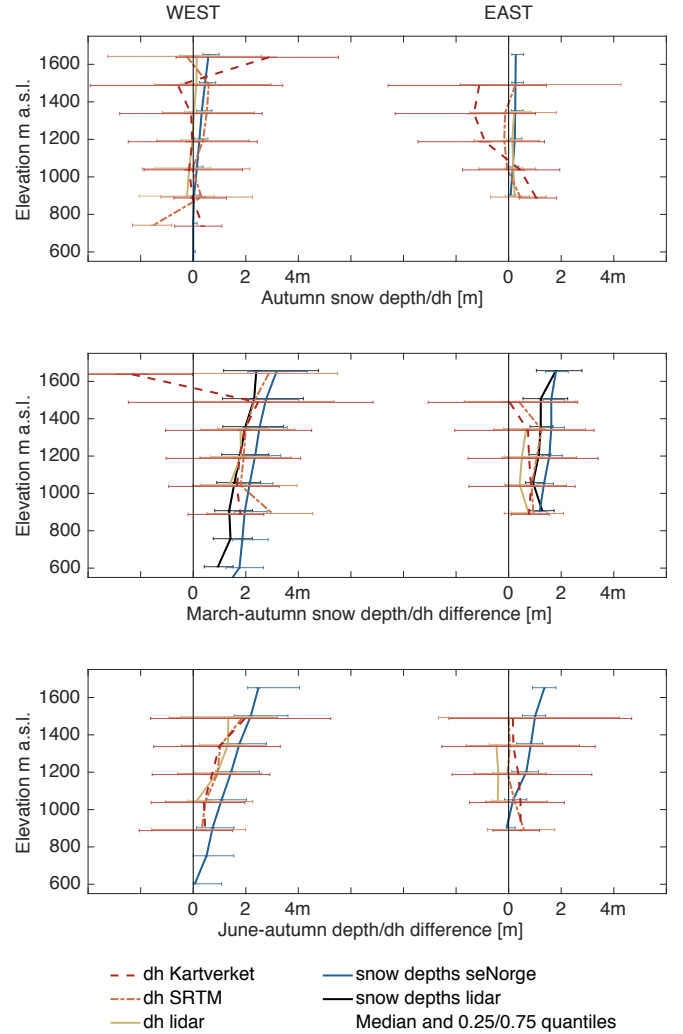 WEST EAST
Elevation m a.s.l.
1600
1400
1200
1000
800
600
0 2 4m 0 2 4m
Autumn snow depth/dh [m]
Elevation m a.s.l.
1600
1400
1200
1000
800
600
0 2 4m 0 2 4m
March-autumn snow depth/dh difference [m]
Elevation m a.s.l.
1600
1400
1200
1000
800
600
0 2 4m 0 2 4m
June-autumn depth/dh difference [m]
dh Kartverket snow depths seNorge
dh SRTM snow depths lidar
dh lidar Median and 0.25/0.75 quantiles